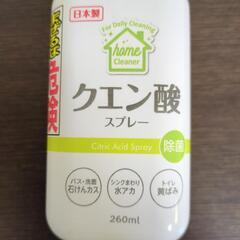 日本製
For Daily Cleaning
home
Cleaner
クエン酸
スプレー
Citric Acid Spray
除菌
バス・洗面
石けんカス
シンクまわり
水アカ
トイレ
黄ばみ
260ml